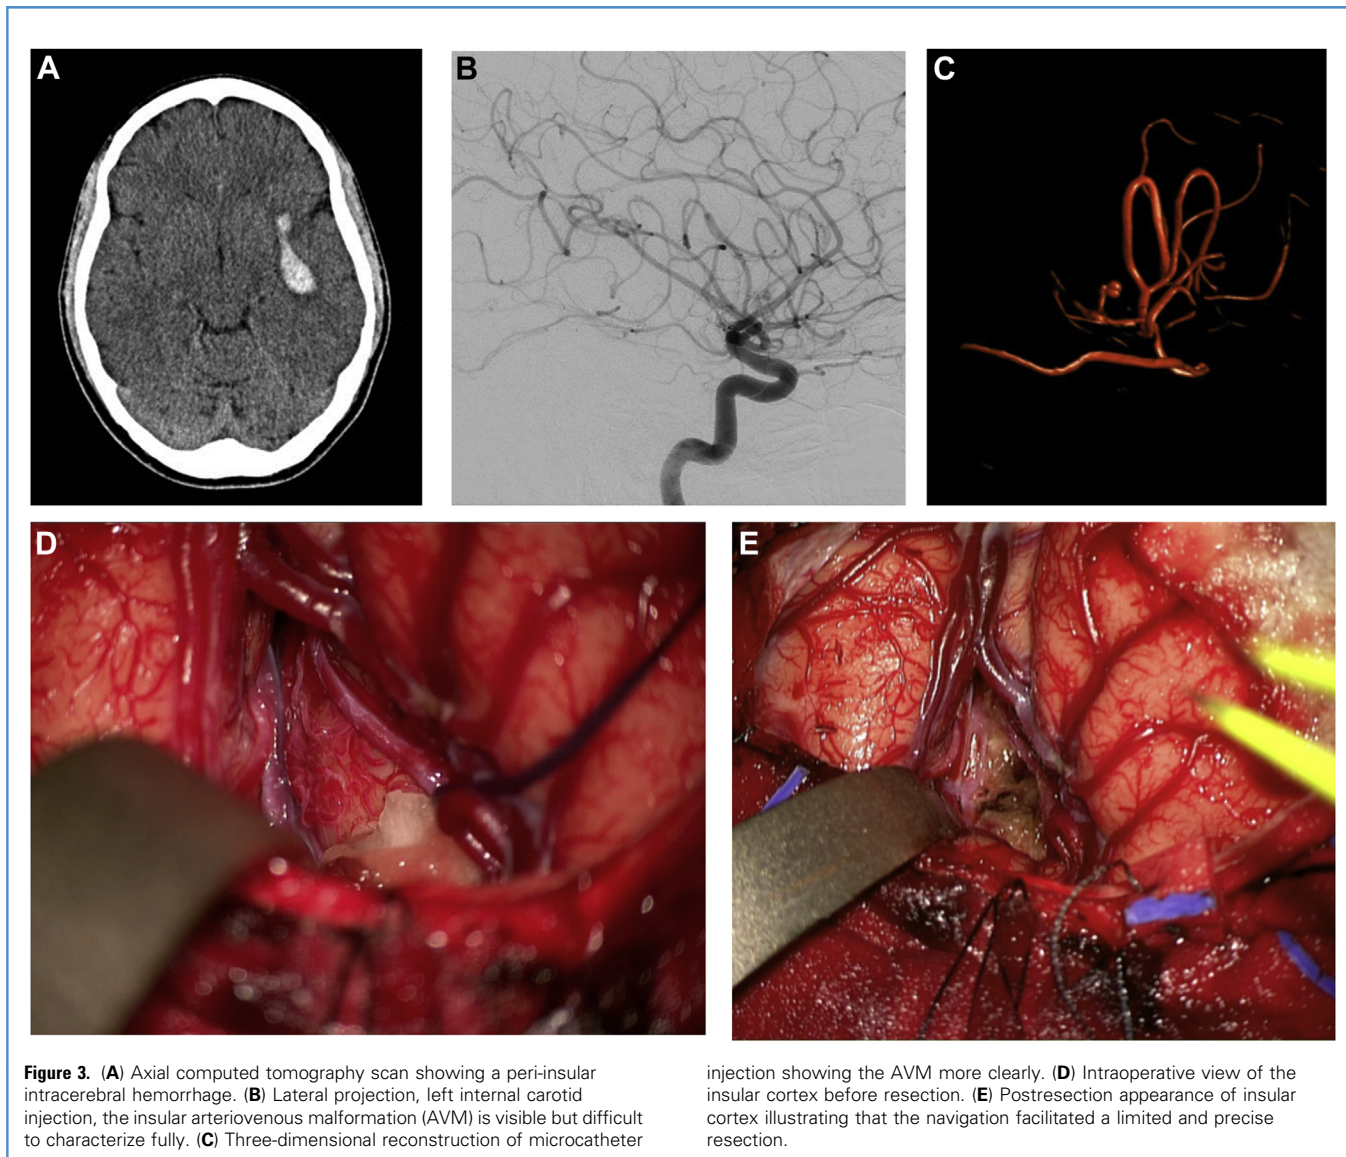 A
B
C
D
E
Figure 3. (A) Axial computed tomography scan showing a peri-insular
intracerebral hemorrhage. (B) Lateral projection, left internal carotid
injection, the insular arteriovenous malformation (AVM) is visible but difficult
to characterize fully. (C) Three-dimensional reconstruction of microcatheter
injection showing the AVM more clearly. (D) Intraoperative view of the
insular cortex before resection. (E) Postresection appearance of insular
cortex illustrating that the navigation facilitated a limited and precise
resection.